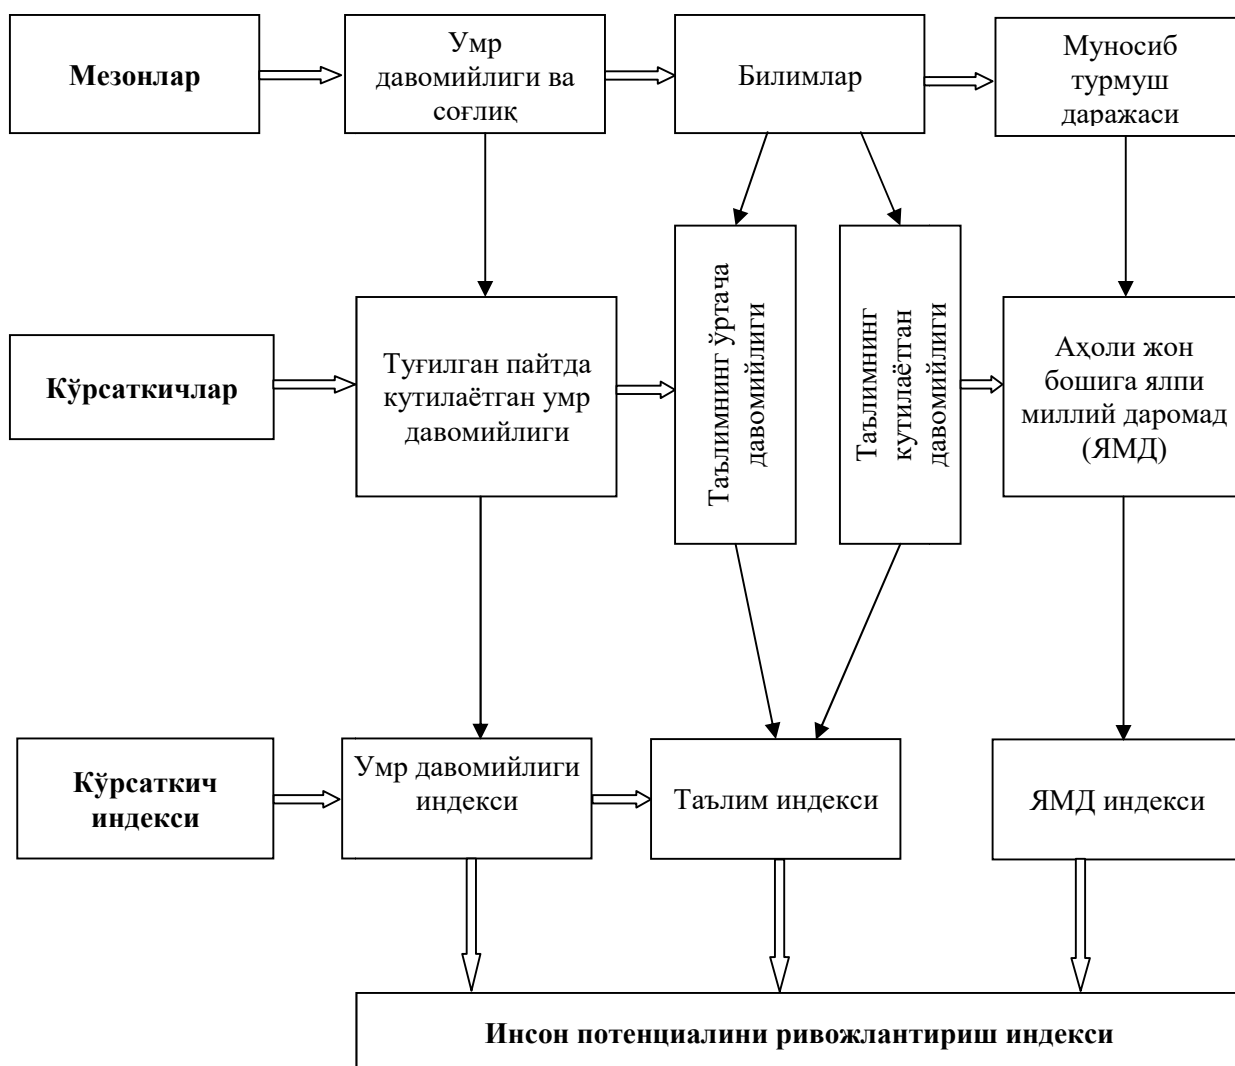 Мезонлар
Умр
давомийлиги ва
соғлиқ
Билимлар
Муносиб
турмуш
даражаси
Кўрсаткичлар
Туғилган пайтда
кутилаётган умр
давомийлиги
Таълимнинг ўртача
давомийлиги
Таълимнинг
кутилаётган
давомийлиги
Аҳоли жон
бошига ялпи
миллий даромад
(ЯМД)
Кўрсаткич
индекси
Умр давомийлиги
индекси
Таълим индекси
ЯМД индекси
Инсон потенциалини ривожлантириш индекси